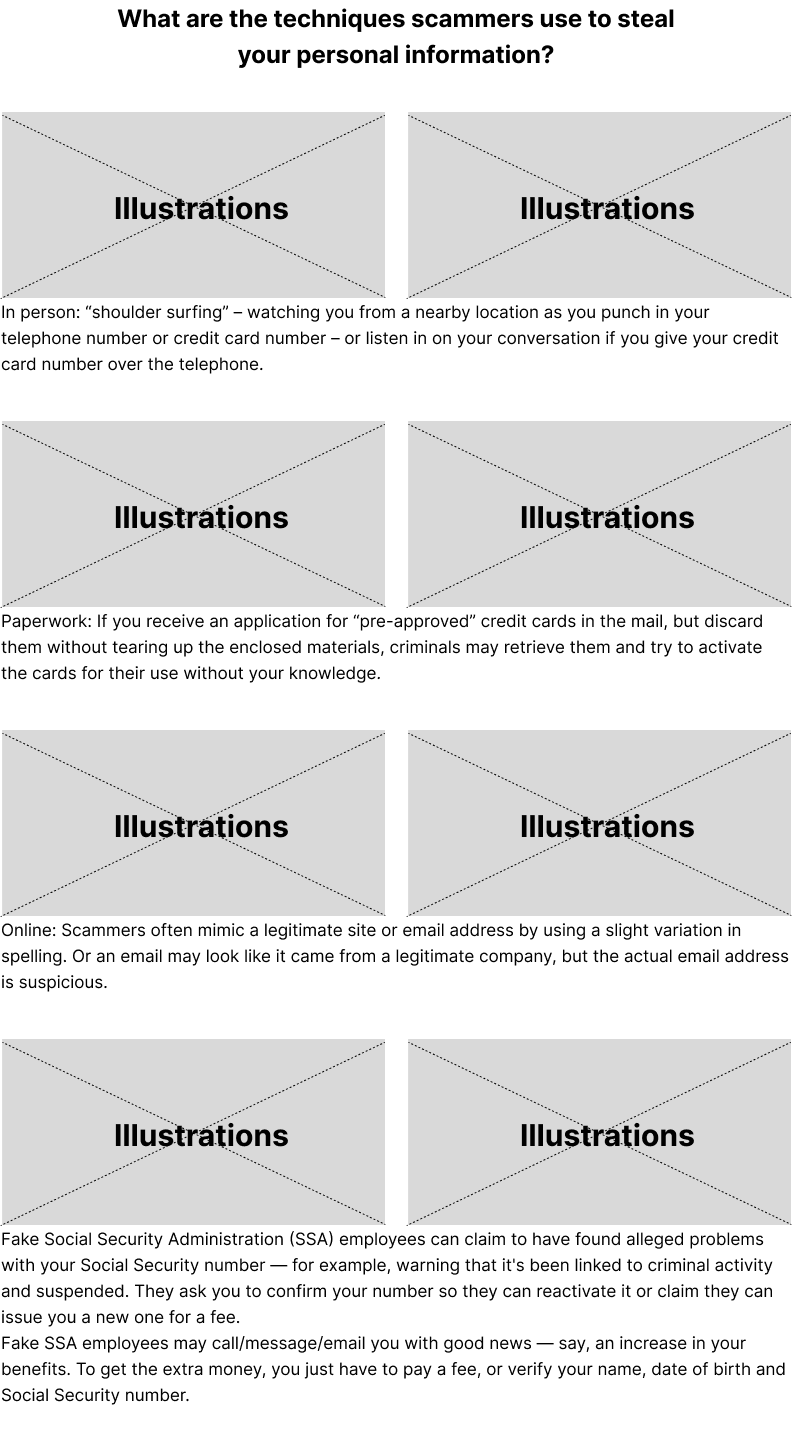 What are the techniques scammers use to steal
your personal information?
Illustrations
Illustrations
In person: “shoulder surfing” – watching you from a nearby location as you punch in your
telephone number or credit card number – or listen in on your conversation if you give your credit
card number over the telephone.
Illustrations
Illustrations
Paperwork: If you receive an application for “pre-approved” credit cards in the mail, but discard
them without tearing up the enclosed materials, criminals may retrieve them and try to activate
the cards for their use without your knowledge.
Illustrations
Illustrations
Online: Scammers often mimic a legitimate site or email address by using a slight variation in
spelling. Or an email may look like it came from a legitimate company, but the actual email address
is suspicious.
Illustrations
Illustrations
Fake Social Security Administration (SSA) employees can claim to have found alleged problems
with your Social Security number — for example, warning that it's been linked to criminal activity
and suspended. They ask you to confirm your number so they can reactivate it or claim they can
issue you a new one for a fee.
Fake SSA employees may call/message/email you with good news — say, an increase in your
benefits. To get the extra money, you just have to pay a fee, or verify your name, date of birth and
Social Security number.